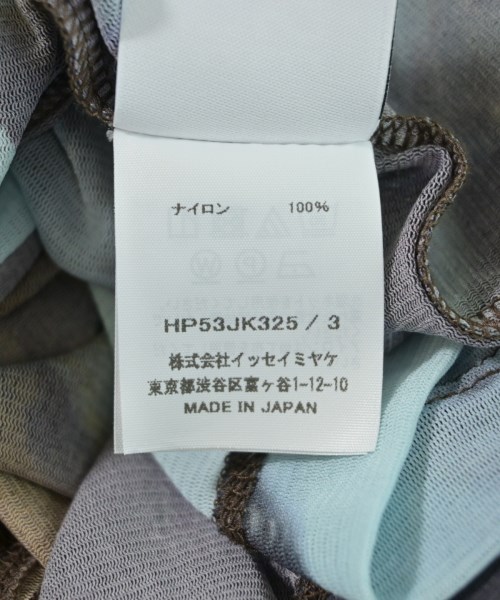 ナイロン 100%
HP53JK325 / 3
株式会社イッセイミヤケ
東京都渋谷区富ヶ谷1-12-10
MADE IN JAPAN